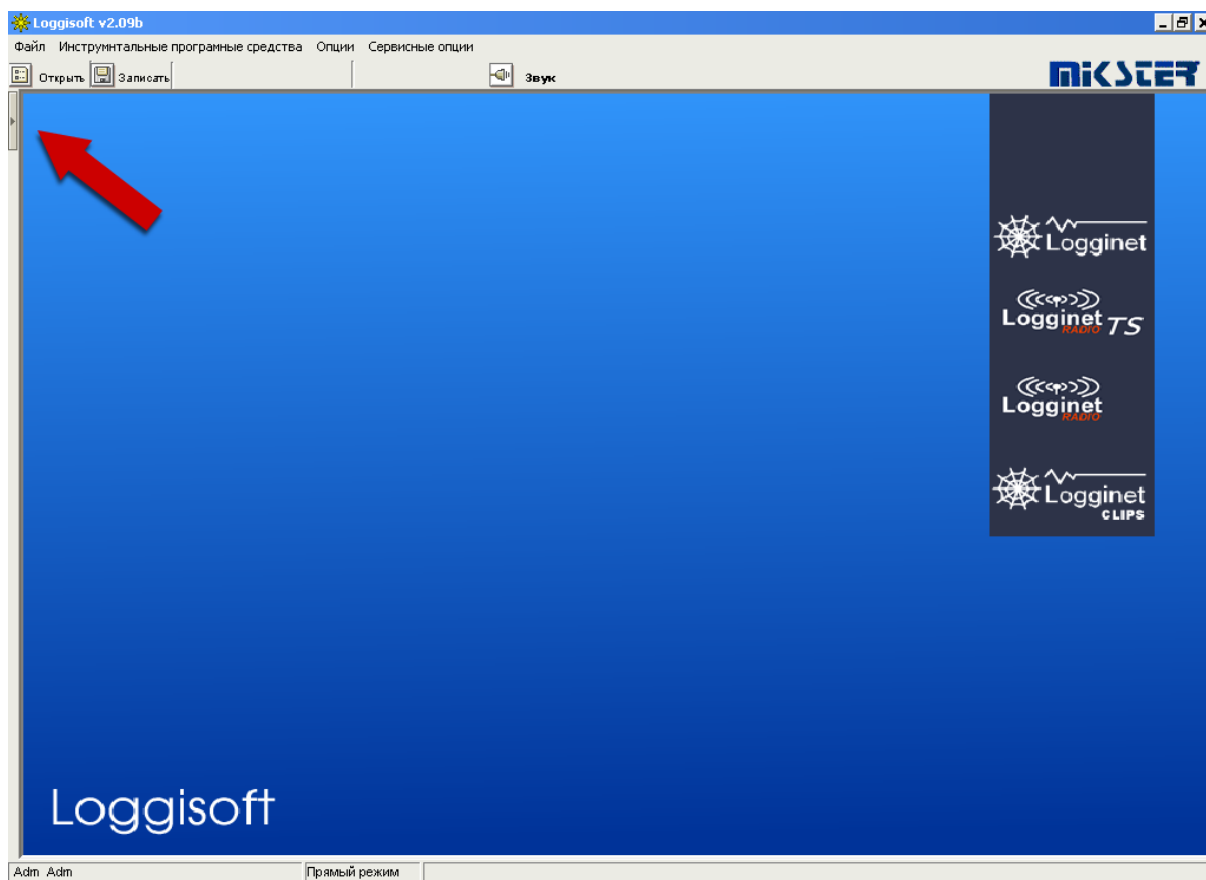 Loggisoft v2.09b
Файл Инструмнтальные програмные средства Опции Сервисные опции
Открыть Записать Звук MIKSTER
Logginet
Logginet RADIO TS
Logginet RADIO
Logginet CLIPS
Loggisoft
Adm Adm Прямый режим